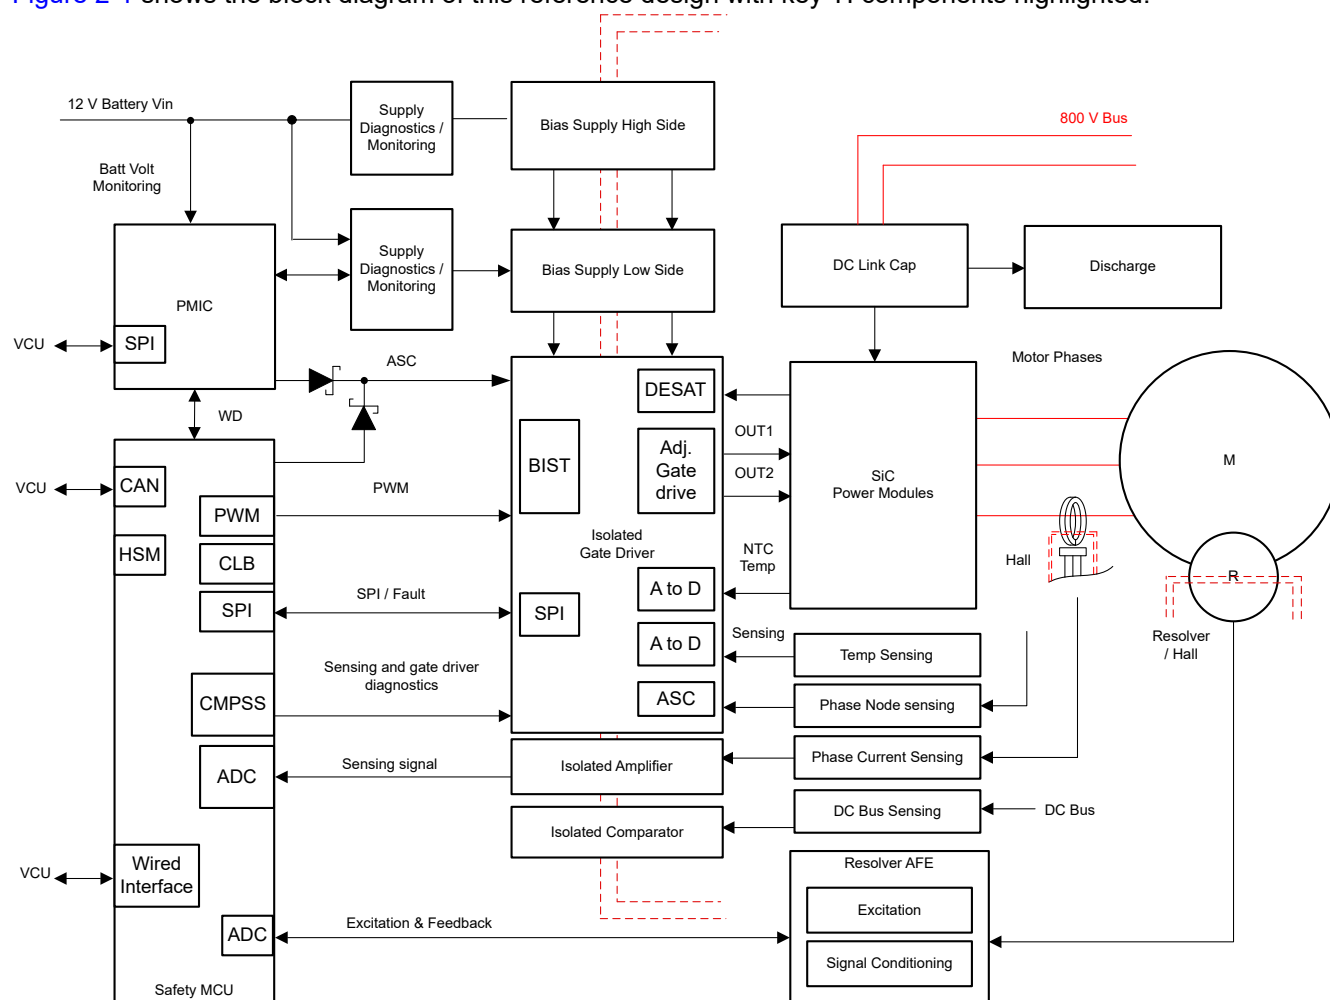 Figure 2-1 shows the block diagram of this reference design with key TI components highlighted.
12 V Battery Vin
Supply
Diagnostics /
Monitoring
Bias Supply High Side
800 V Bus
Batt Volt
Monitoring
Supply
Diagnostics /
Monitoring
Bias Supply Low Side
DC Link Cap
Discharge
PMIC
VCU
SPI
ASC
Motor Phases
WD
DESAT
OUT1
Adj.
Gate
drive
BIST
OUT2
SiC
Power Modules
M
VCU
CAN
PWM
PWM
HSM
CLB
Isolated
Gate Driver
NTC
Temp
Hall
R
SPI
SPI / Fault
SPI
A to D
A to D
Sensing
Temp Sensing
Resolver
/ Hall
Sensing and gate driver
diagnostics
CMPSS
ASC
Phase Node sensing
ADC
Sensing signal
Isolated Amplifier
Phase Current Sensing
Isolated Comparator
DC Bus Sensing
DC Bus
VCU
Wired
Interface
Resolver AFE
Excitation
ADC
Excitation & Feedback
Signal Conditioning
Safety MCU